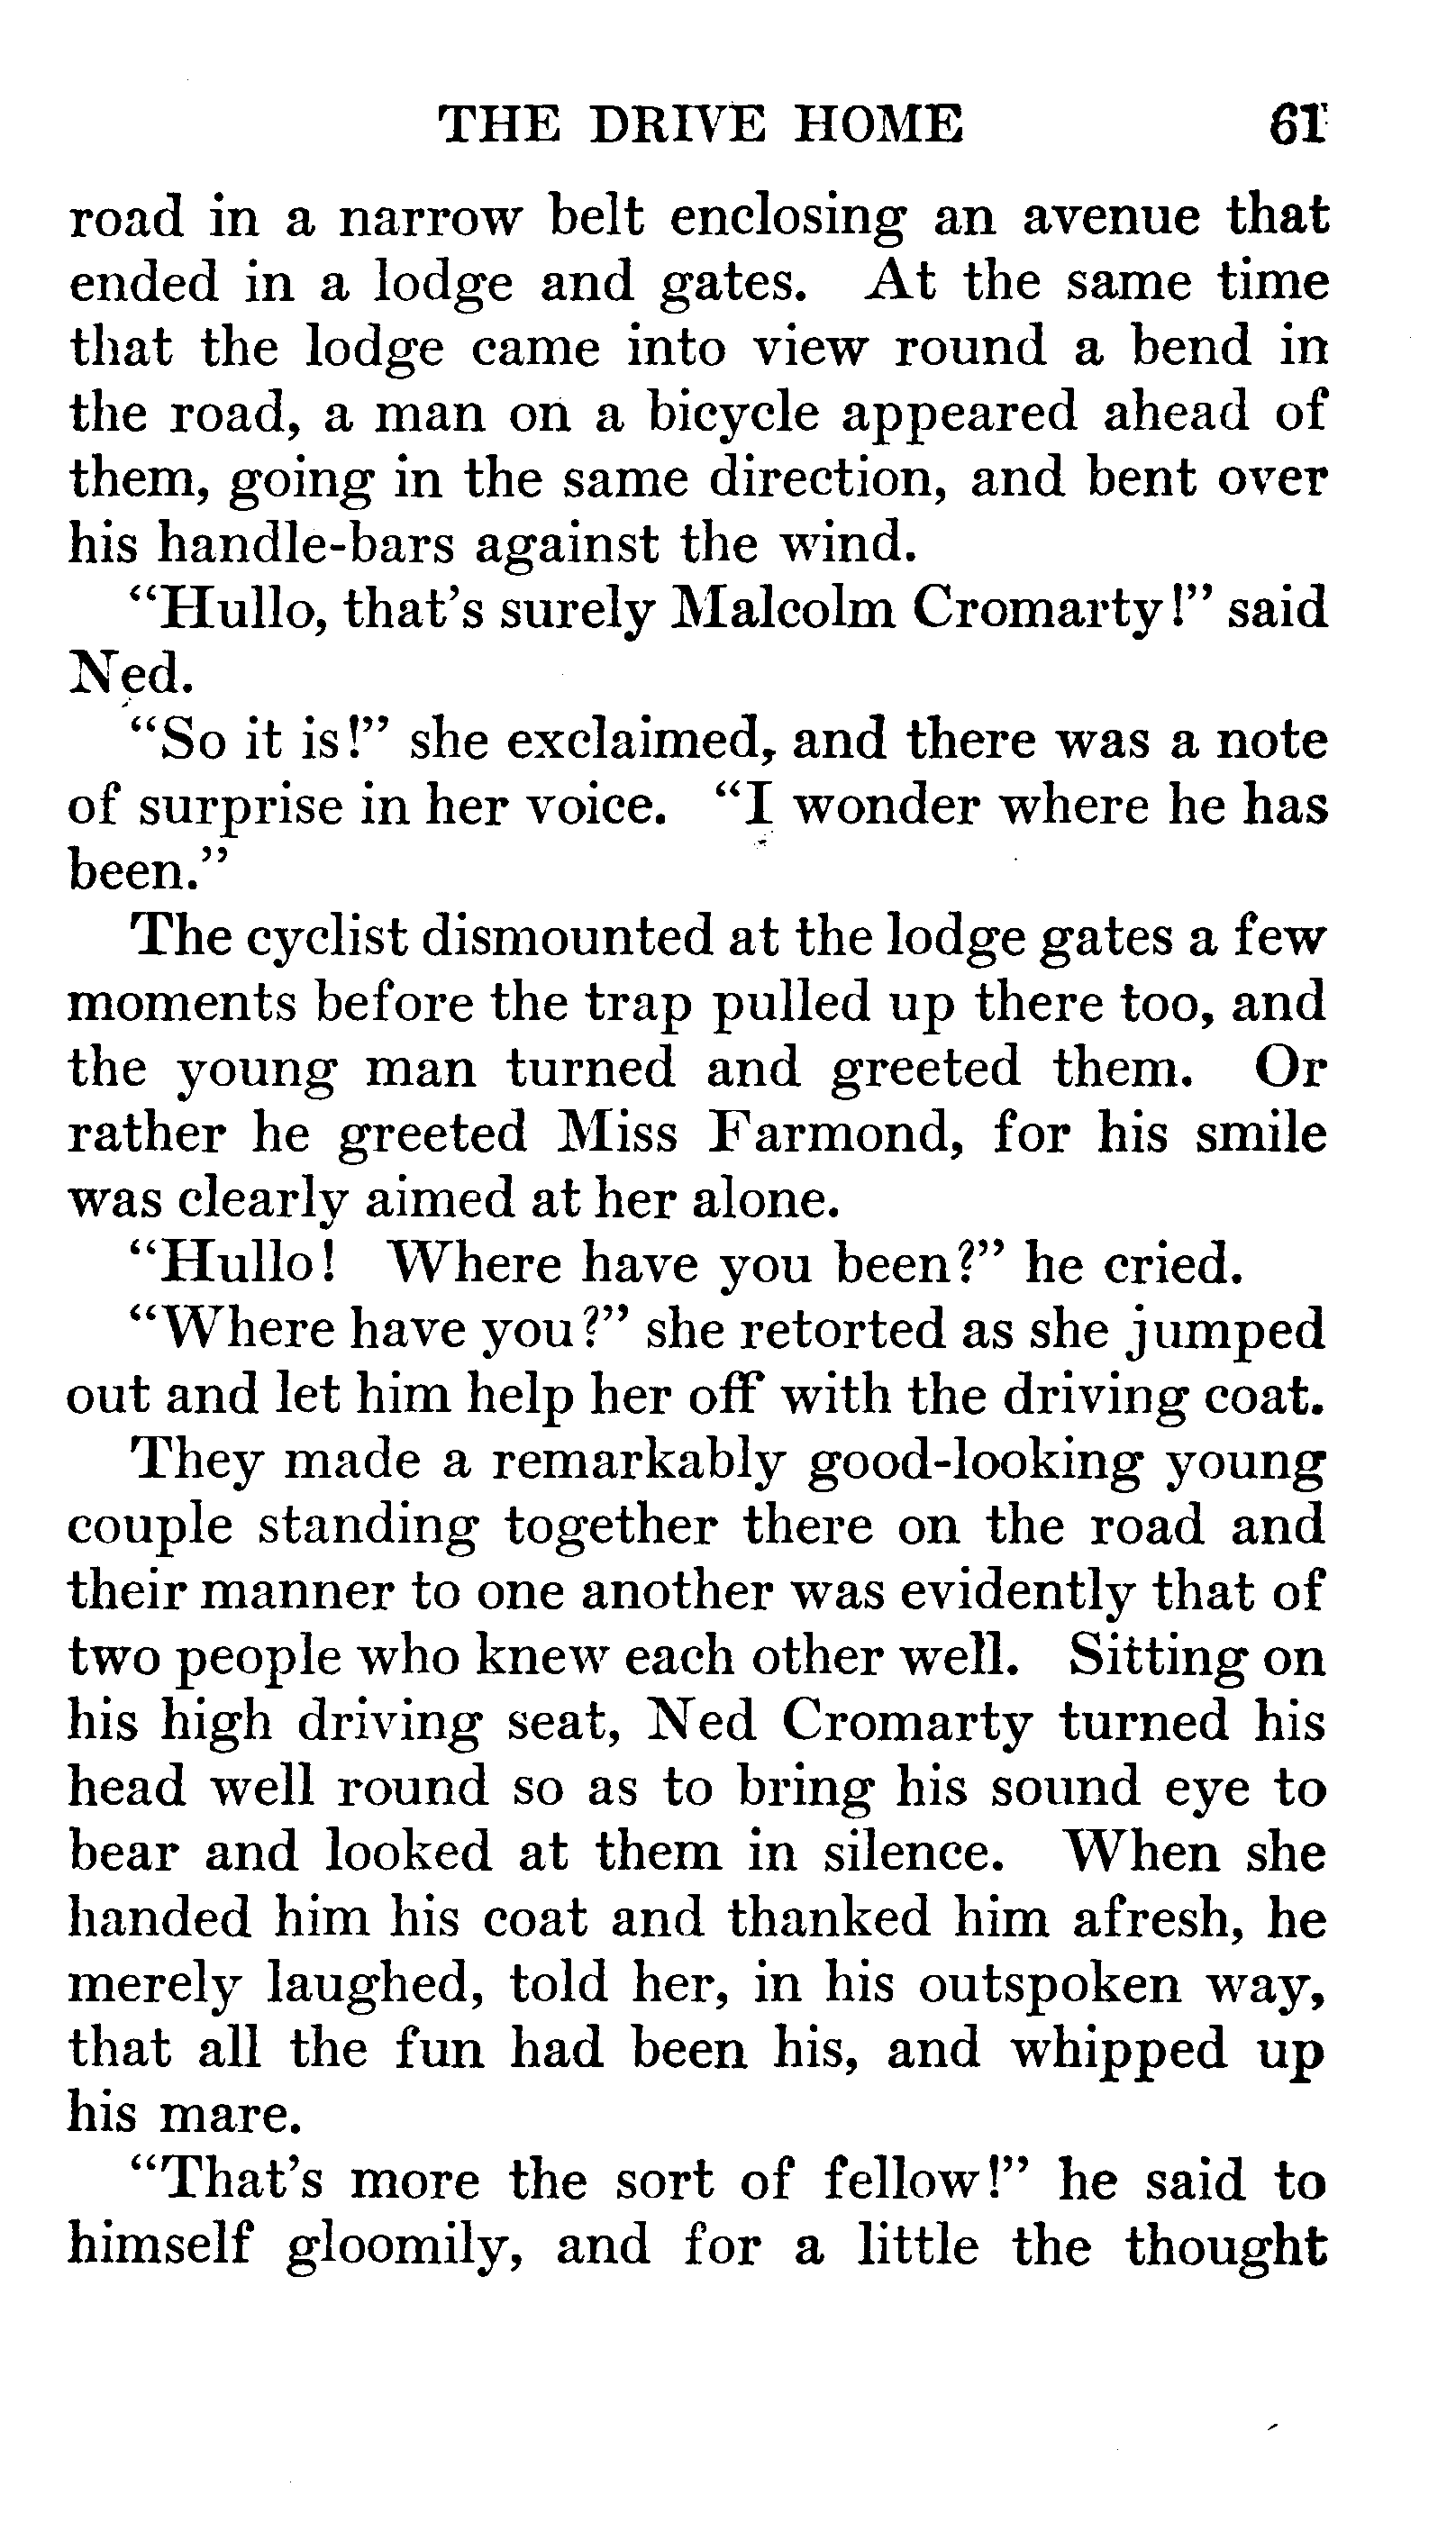 THE DRIVE HOME 61
road in a narrow belt enclosing an avenue that
ended in a lodge and gates. At the same time
that the lodge came into view round a bend in
the road, a man on a bicycle appeared ahead of
them, going in the same direction, and bent over
his handle-bars against the wind.
"Hullo, that's surely Malcolm Cromarty!" said
Ned.
"So it is!" she exclaimed, and there was a note
of surprise in her voice. "I wonder where he has
been."
The cyclist dismounted at the lodge gates a few
moments before the trap pulled up there too, and
the young man turned and greeted them. Or
rather he greeted Miss Farmond, for his smile
was clearly aimed at her alone.
"Hullo! Where have you been?" he cried.
"Where have you?" she retorted as she jumped
out and let him help her off with the driving coat.
They made a remarkably good-looking young
couple standing together there on the road and
their manner to one another was evidently that of
two people who knew each other well. Sitting on
his high driving seat, Ned Cromarty turned his
head well round so as to bring his sound eye to
bear and looked at them in silence. When she
handed him his coat and thanked him afresh, he
merely laughed, told her, in his outspoken way,
that all the fun had been his, and whipped up
his mare.
"That's more the sort of fellow!" he said to
himself gloomily, and for a little the thought